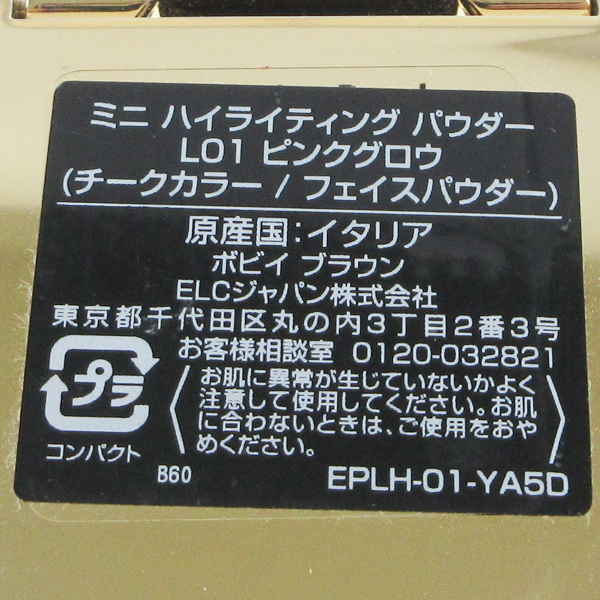 ミニ ハイライティング パウダー
L01 ピンクグロウ
(チークカラー / フェイスパウダー)
原産国:イタリア
ボビイ ブラウン
ELCジャパン株式会社
東京都千代田区丸の内3丁目2番3号
お客様相談室 0120-032821
プラ
コンパクト
お肌に異常が生じていないかよく
注意して使用してください。お肌
に合わないときは、ご使用をおや
めください。
B60
EPLH-01-YA5D